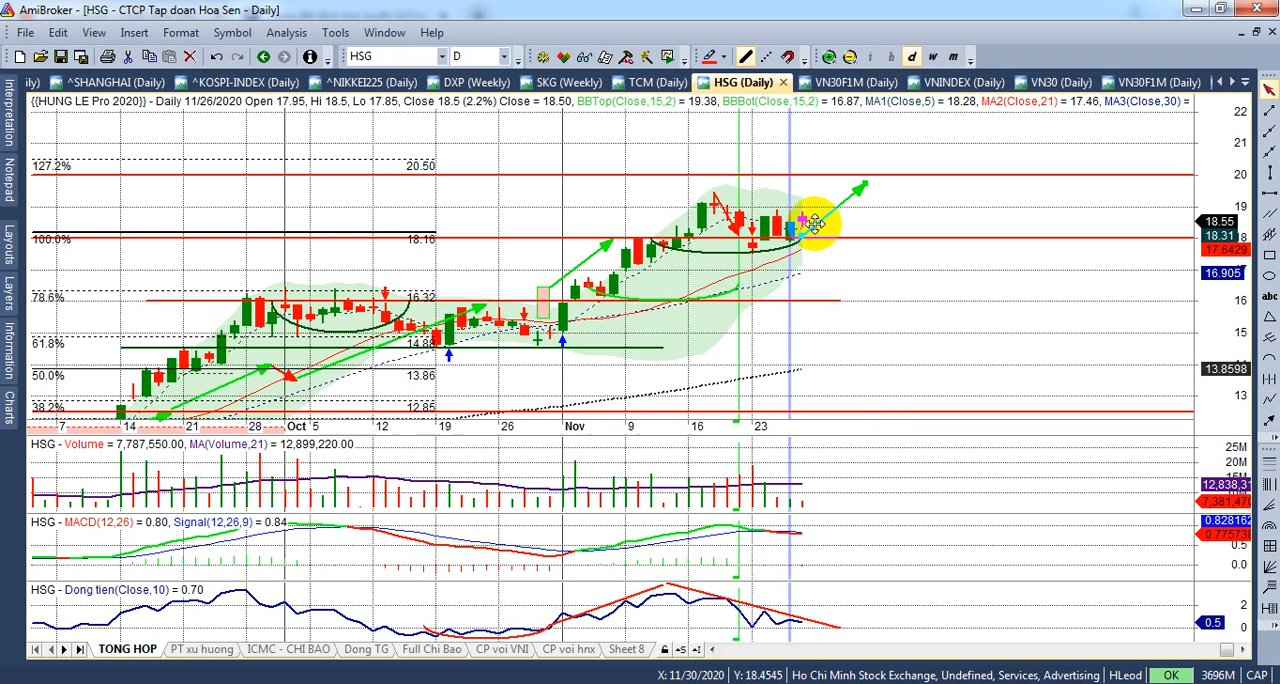 AmiBroker - [HSG - CTCP Tap doan Hoa Sen - Daily]
File Edit View Insert Format Symbol Analysis Tools Window Help
HSG D i h d w m
ily) ^SHANGHAI (Daily) ^KOSPI-INDEX (Daily) ^NIKKEI225 (Daily) DXP (Weekly) SKG (Weekly) TCM (Daily) HSG (Daily) VN30F1M (Daily) VNINDEX (Daily) VN30 (Daily) VN30F1M (Daily)
{{HUNG LE Pro 2020}} - Daily 11/26/2020 Open 17.95, Hi 18.5, Lo 17.85, Close 18.5 (2.2%) Close = 18.50, BBTop(Close,15,2) = 19.38, BBBot(Close,15,2) = 16.87, MA1(Close,5) = 18.28, MA2(Close,21) = 17.46, MA3(Close,30) =
Interpretation
Notepad
Layouts
Layers
Information
Charts
22
21
127.2% 20.50
20
19
18.55
18.31
100.0% 18.16 18
17.6429
16.905
78.6% 16.32 16
61.8% 14.88 15
14
50.0% 13.86 13.8598
38.2% 12.85 13
7 14 21 28 Oct 5 12 19 26 Nov 9 16 23
abc
HSG - Volume = 7,787,550.00, MA(Volume,21) = 12,899,220.00
25M
20M
15M
12,838,31
7,381,470
HSG - MACD(12,26) = 0.80, Signal(12,26,9) = 0.84
0.828162
0.775738
0.5
0.0
HSG - Dong tien(Close,10) = 0.70
2
0.5
0
TONG HOP PT xu huong ICMC - CHI BAO Dong TG Full Chi Bao CP voi VNI CP voi hnx Sheet 8
X: 11/30/2020 Y: 18.4545 Ho Chi Minh Stock Exchange, Undefined, Services, Advertising HLeod OK 3696M CAP